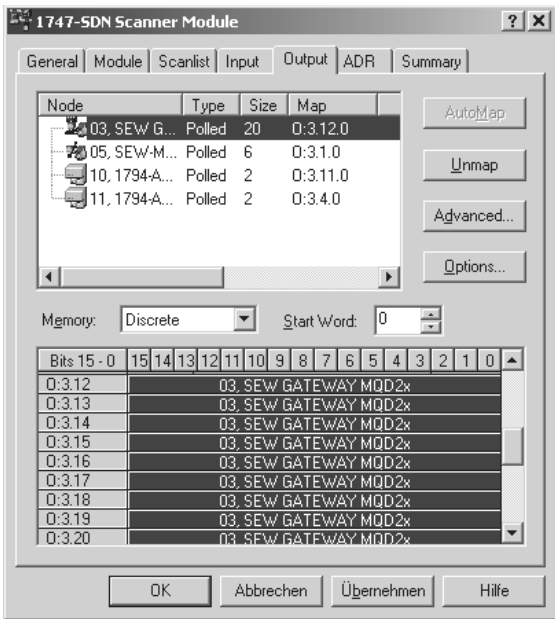 1747-SDN Scanner Module
General Module Scanlist Input Output ADR Summary
Node Type Size Map
03, SEW G... Polled 20 O:3.12.0
05, SEW-M... Polled 6 O:3.1.0
10, 1794-A... Polled 2 O:3.11.0
11, 1794-A... Polled 2 O:3.4.0
AutoMap
Unmap
Advanced...
Options...
Memory: Discrete Start Word: 0
Bits 15 - 0 15 14 13 12 11 10 9 8 7 6 5 4 3 2 1 0
O:3.12 03, SEW GATEWAY MQD2x
O:3.13 03, SEW GATEWAY MQD2x
O:3.14 03, SEW GATEWAY MQD2x
O:3.15 03, SEW GATEWAY MQD2x
O:3.16 03, SEW GATEWAY MQD2x
O:3.17 03, SEW GATEWAY MQD2x
O:3.18 03, SEW GATEWAY MQD2x
O:3.19 03, SEW GATEWAY MQD2x
O:3.20 03, SEW GATEWAY MQD2x
OK Abbrechen Übernehmen Hilfe